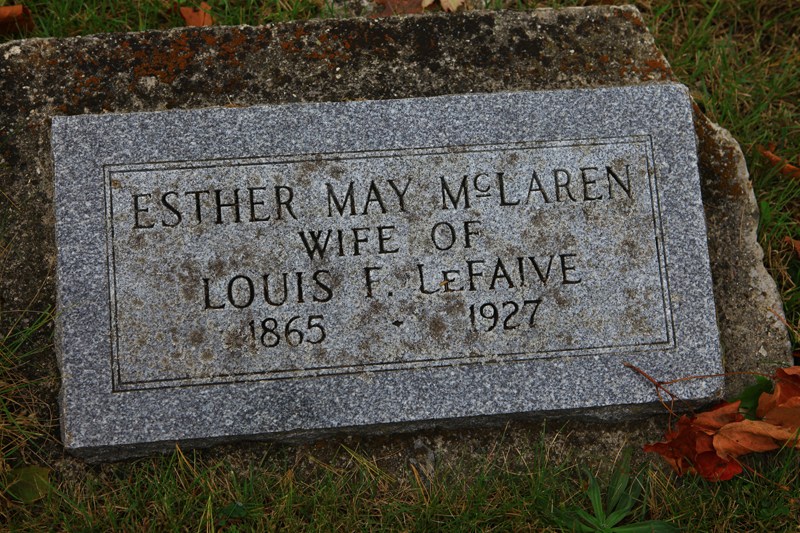 ESTHER MAY McLAREN
WIFE OF
LOUIS F. LeFAIVE
1865 - 1927